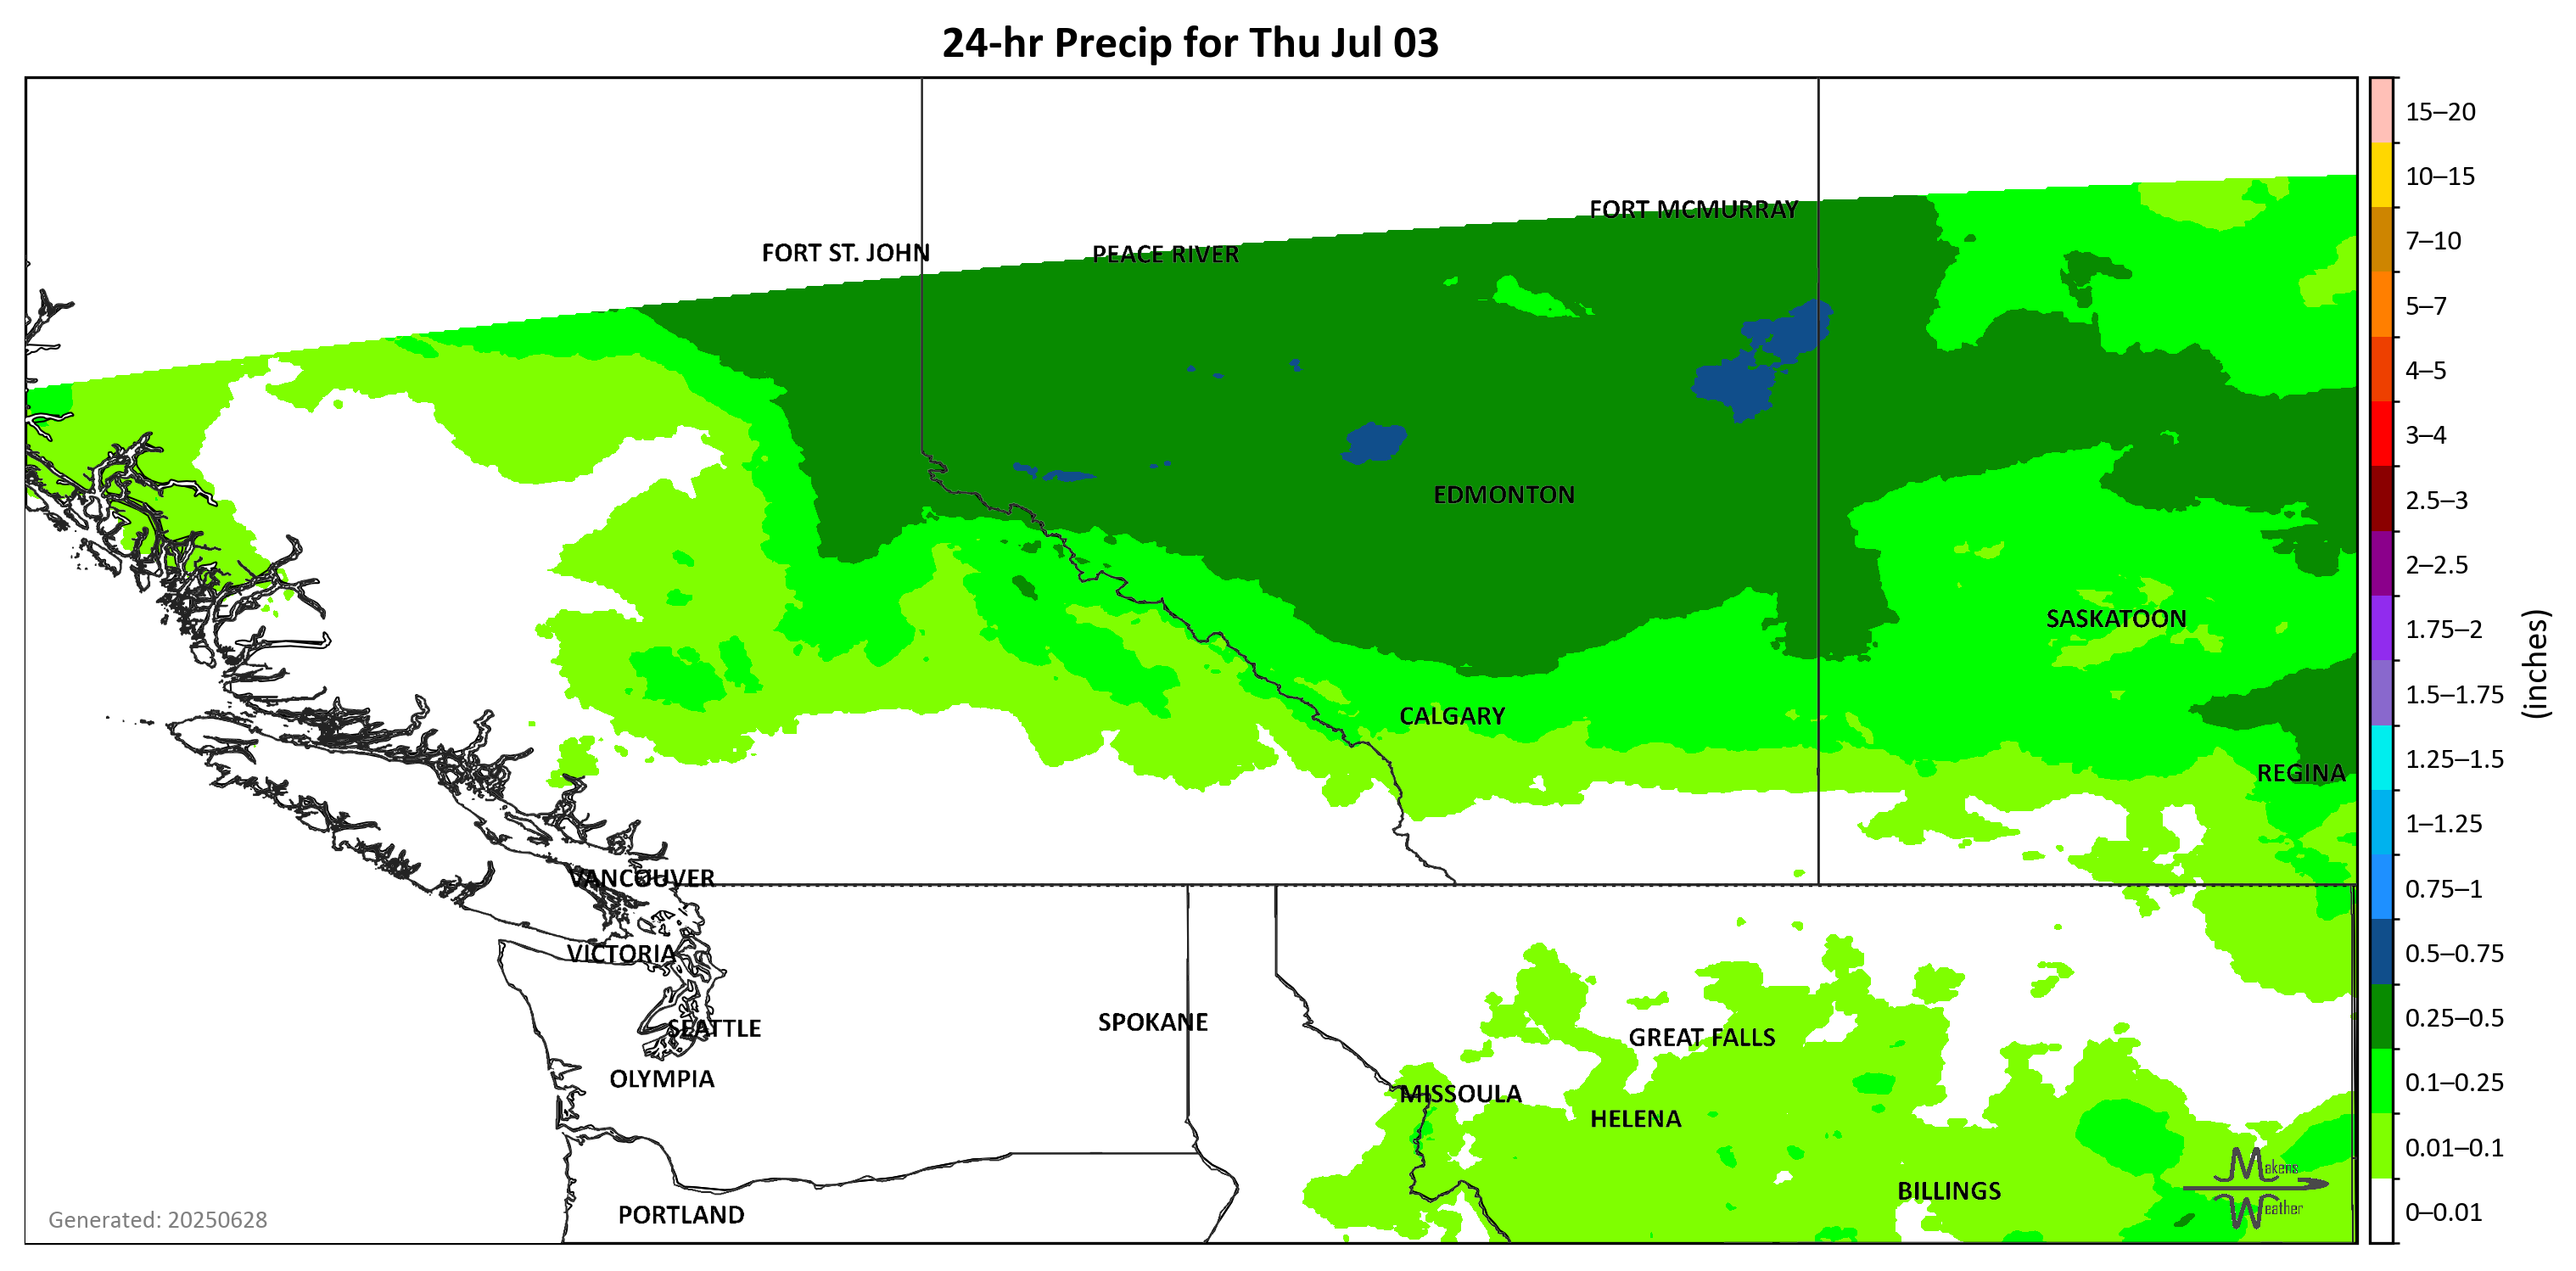 24-hr Precip for Thu Jul 03
FORT MCMURRAY
FORT ST. JOHN
PEACE RIVER
EDMONTON
SASKATOON
CALGARY
REGINA
VANCOUVER
VICTORIA
SPOKANE
SEATTLE
GREAT FALLS
OLYMPIA
MISSOULA
HELENA
BILLINGS
PORTLAND
Makens
Weather
Generated: 20250628
15–20
10–15
7–10
5–7
4–5
3–4
2.5–3
2–2.5
1.75–2
1.5–1.75
1.25–1.5
1–1.25
0.75–1
0.5–0.75
0.25–0.5
0.1–0.25
0.01–0.1
0–0.01
(inches)